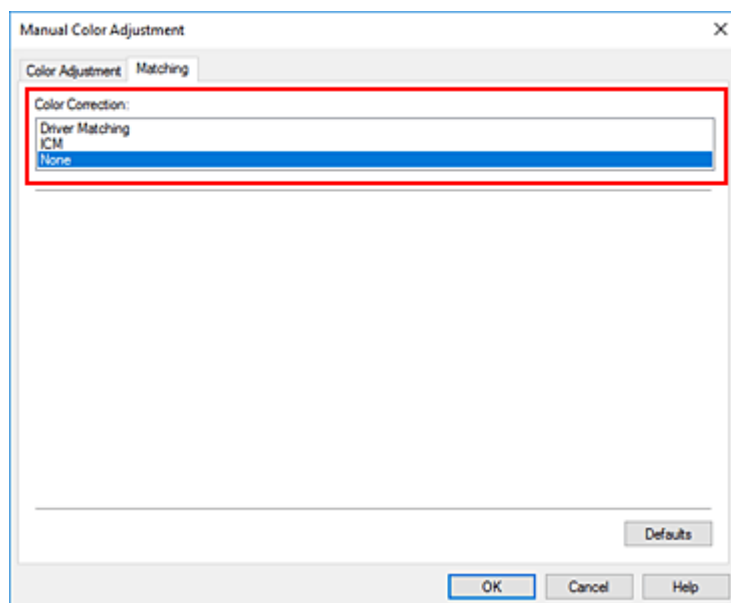 Manual Color Adjustment
Color Adjustment Matching
Color Correction:
Driver Matching
ICM
None
Defaults
OK Cancel Help